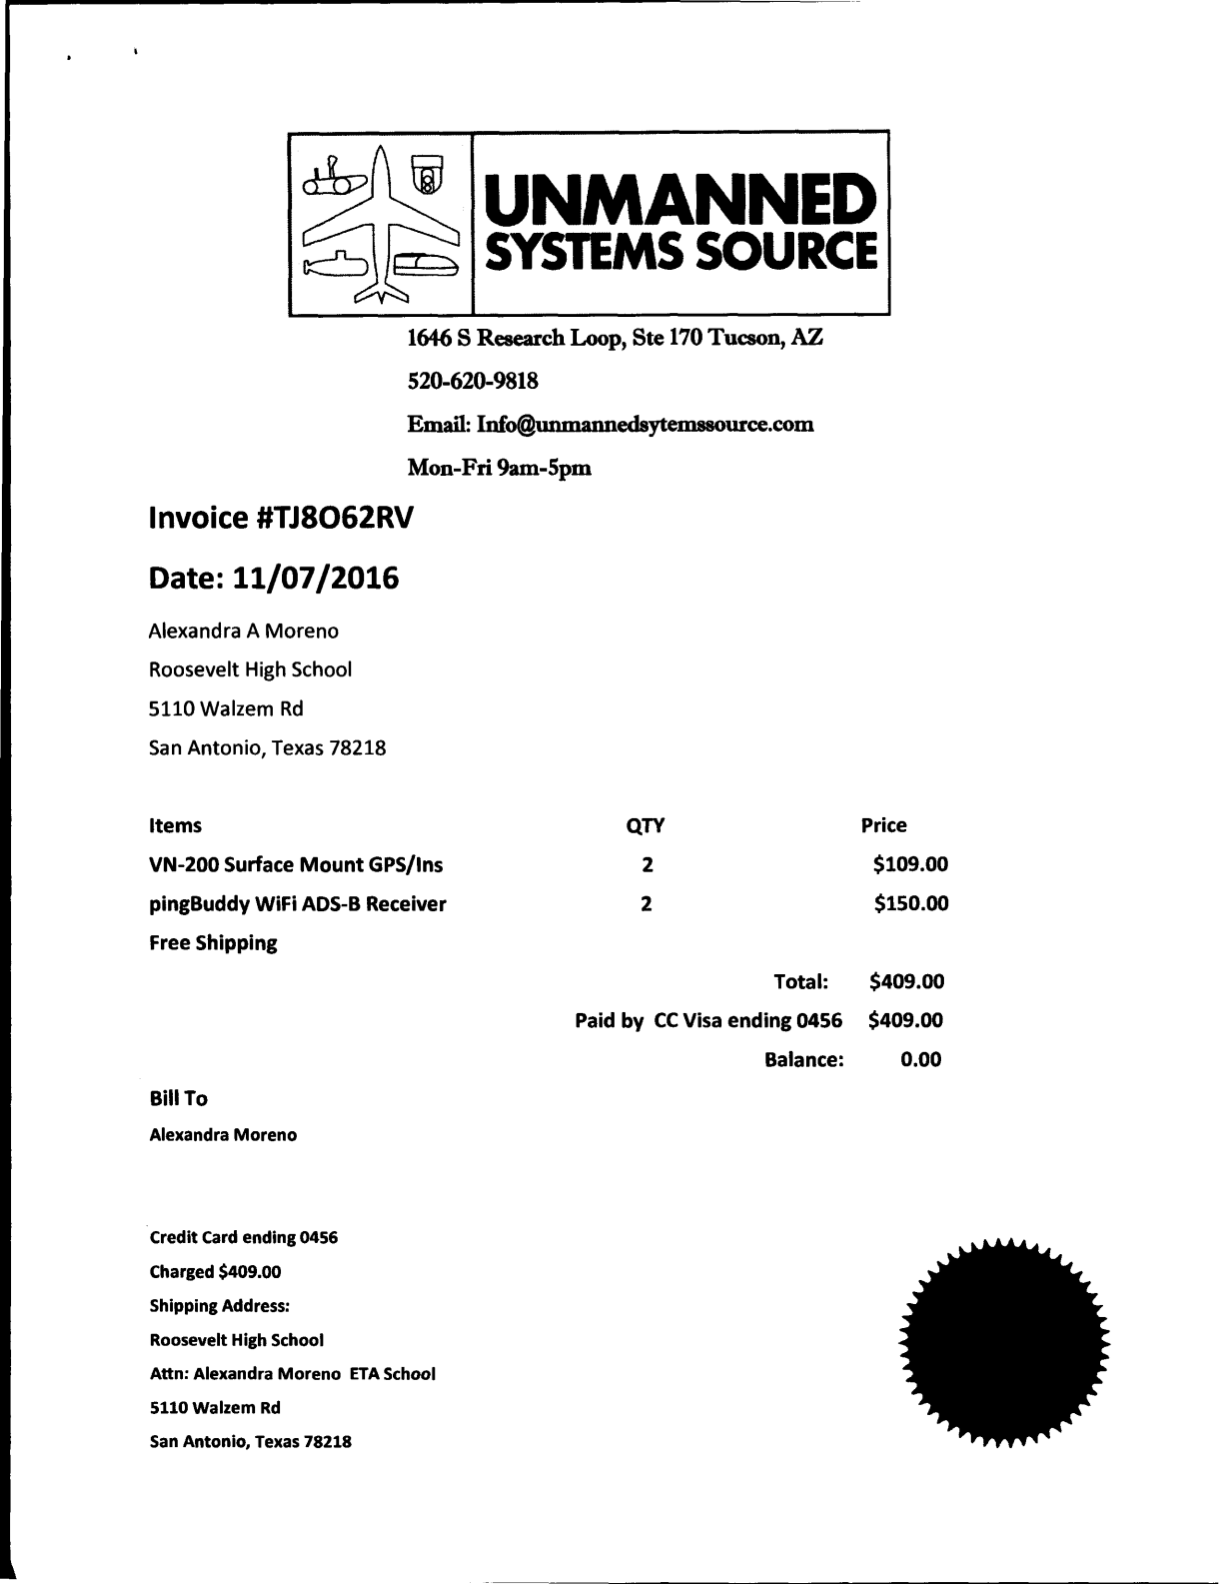 UNMANNED
SYSTEMS SOURCE
1646 S Research Loop, Ste 170 Tucson, AZ
520-620-9818
Email: Info@unmannedsytemssource.com
Mon-Fri 9am-5pm
Invoice #TJ8O62RV
Date: 11/07/2016
Alexandra A Moreno
Roosevelt High School
5110 Walzem Rd
San Antonio, Texas 78218
Items QTY Price
VN-200 Surface Mount GPS/Ins 2 $109.00
pingBuddy WiFi ADS-B Receiver 2 $150.00
Free Shipping
Total: $409.00
Paid by CC Visa ending 0456 $409.00
Balance: 0.00
Bill To
Alexandra Moreno
Credit Card ending 0456
Charged $409.00
Shipping Address:
Roosevelt High School
Attn: Alexandra Moreno ETA School
5110 Walzem Rd
San Antonio, Texas 78218